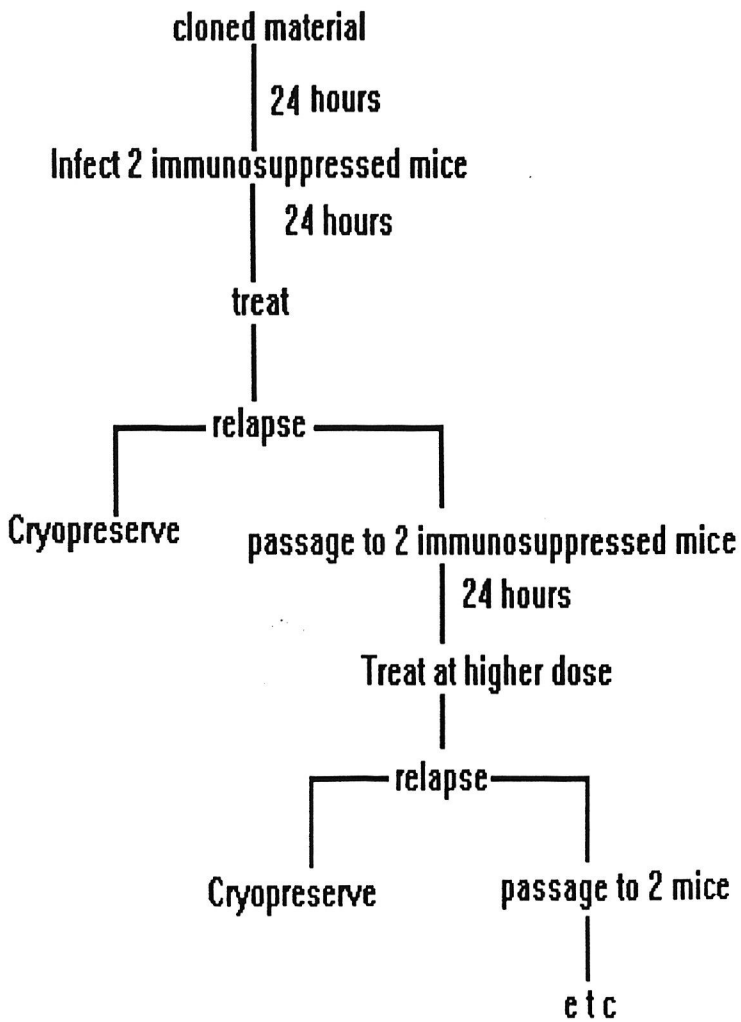 cloned material
24 hours
Infect 2 immunosuppressed mice
24 hours
treat
relapse
Cryopreserve
passage to 2 immunosuppressed mice
24 hours
Treat at higher dose
relapse
Cryopreserve
passage to 2 mice
e t c